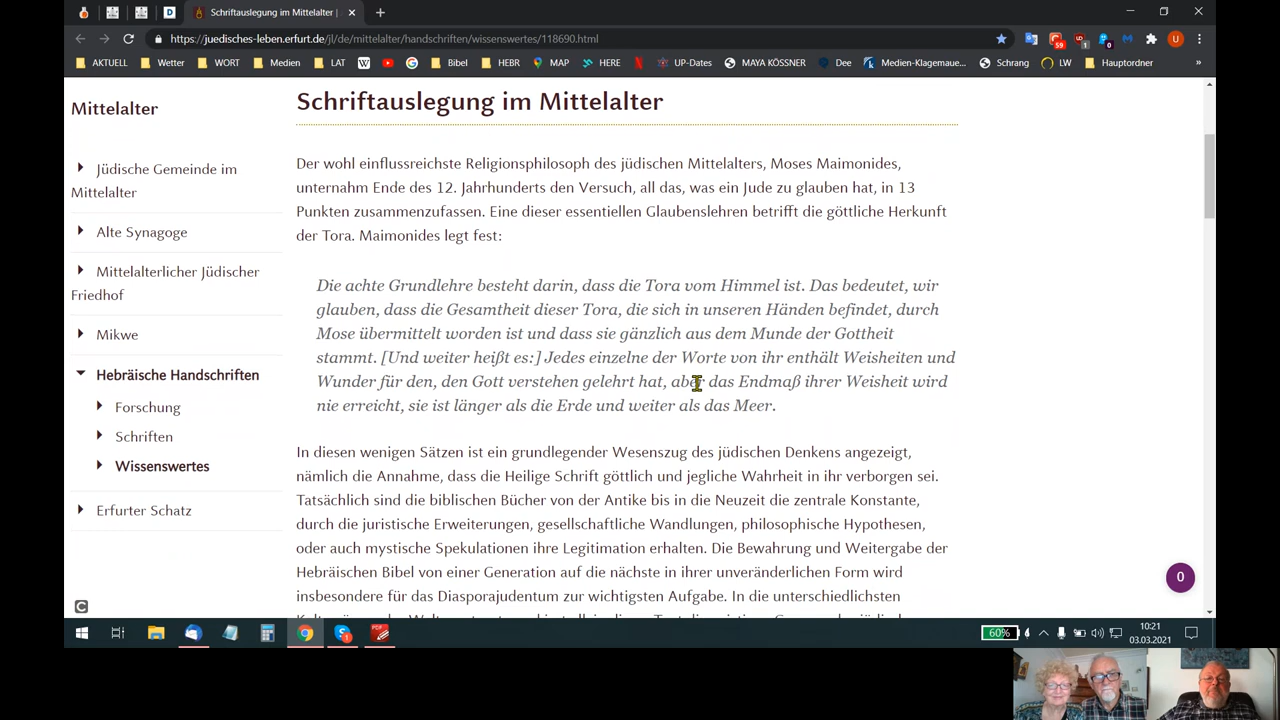 Schriftauslegung im Mittelalter |
https://juedisches-leben.erfurt.de/jl/de/mittelalter/handschriften/wissenswertes/118690.html
59
1
0
U
AKTUELL
Wetter
WORT
Medien
LAT
Bibel
HEBR
MAP
HERE
UP-Dates
MAYA KÖSSNER
Dee
Medien-Klagemaue...
Schrang
LW
Hauptordner
»
Mittelalter
Jüdische Gemeinde im
Mittelalter
Alte Synagoge
Mittelalterlicher Jüdischer
Friedhof
Mikwe
Hebräische Handschriften
Forschung
Schriften
Wissenswertes
Erfurter Schatz
Schriftauslegung im Mittelalter
Der wohl einflussreichste Religionsphilosoph des jüdischen Mittelalters, Moses Maimonides,
unternahm Ende des 12. Jahrhunderts den Versuch, all das, was ein Jude zu glauben hat, in 13
Punkten zusammenzufassen. Eine dieser essentiellen Glaubenslehren betrifft die göttliche Herkunft
der Tora. Maimonides legt fest:
Die achte Grundlehre besteht darin, dass die Tora vom Himmel ist. Das bedeutet, wir
glauben, dass die Gesamtheit dieser Tora, die sich in unseren Händen befindet, durch
Mose übermittelt worden ist und dass sie gänzlich aus dem Munde der Gottheit
stammt. [Und weiter heißt es:] Jedes einzelne der Worte von ihr enthält Weisheiten und
Wunder für den, den Gott verstehen gelehrt hat, aber das Endmaß ihrer Weisheit wird
nie erreicht, sie ist länger als die Erde und weiter als das Meer.
In diesen wenigen Sätzen ist ein grundlegender Wesenszug des jüdischen Denkens angezeigt,
nämlich die Annahme, dass die Heilige Schrift göttlich und jegliche Wahrheit in ihr verborgen sei.
Tatsächlich sind die biblischen Bücher von der Antike bis in die Neuzeit die zentrale Konstante,
durch die juristische Erweiterungen, gesellschaftliche Wandlungen, philosophische Hypothesen,
oder auch mystische Spekulationen ihre Legitimation erhalten. Die Bewahrung und Weitergabe der
Hebräischen Bibel von einer Generation auf die nächste in ihrer unveränderlichen Form wird
insbesondere für das Diasporajudentum zur wichtigsten Aufgabe. In die unterschiedlichsten
0
60%
10:21
03.03.2021